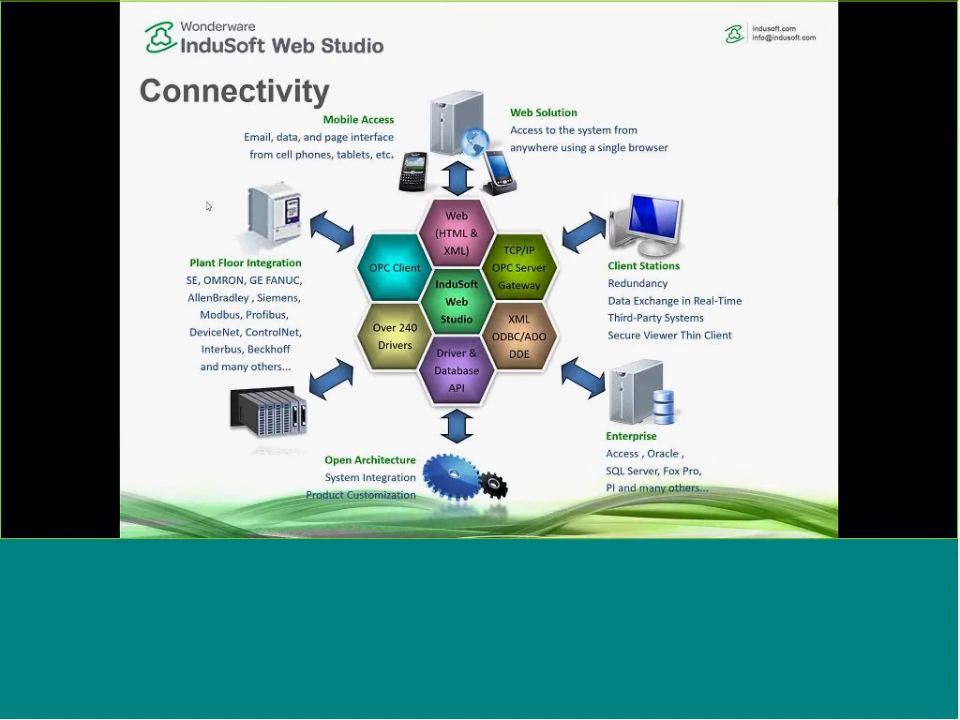 Wonderware
InduSoft Web Studio
indusoft.com
info@indusoft.com
Connectivity
Mobile Access
Email, data, and page interface
from cell phones, tablets, etc.
Web Solution
Access to the system from
anywhere using a single browser
Plant Floor Integration
SE, OMRON, GE FANUC,
AllenBradley , Siemens,
Modbus, Profibus,
DeviceNet, ControlNet,
Interbus, Beckhoff
and many others...
Web
(HTML &
XML)
OPC Client
TCP/IP
OPC Server
Gateway
InduSoft
Web
Studio
Over 240
Drivers
XML
ODBC/ADO
DDE
Driver &
Database
API
Client Stations
Redundancy
Data Exchange in Real-Time
Third-Party Systems
Secure Viewer Thin Client
Open Architecture
System Integration
Product Customization
Enterprise
Access , Oracle ,
SQL Server, Fox Pro,
PI and many others...